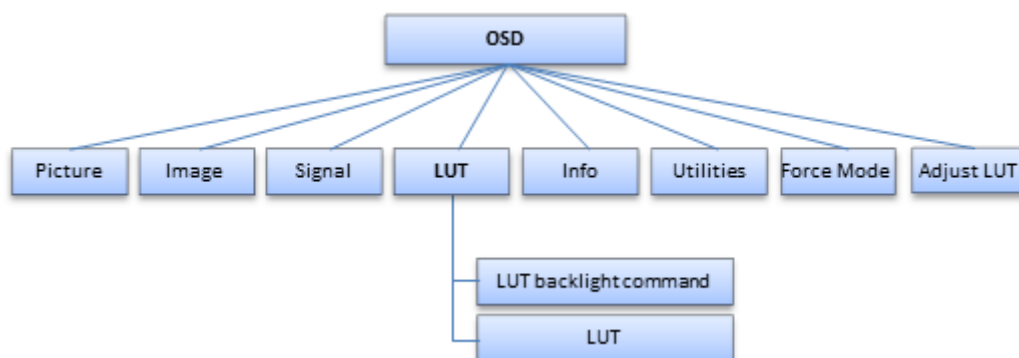 OSD
Picture
Image
Signal
LUT
Info
Utilities
Force Mode
Adjust LUT
LUT backlight command
LUT